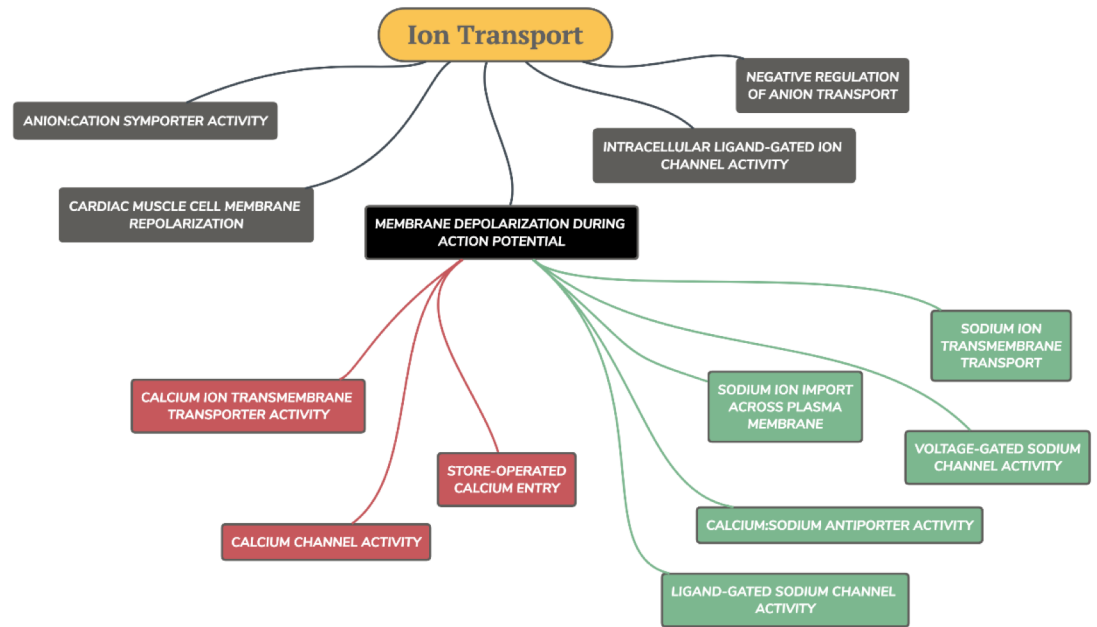 Ion Transport
NEGATIVE REGULATION
OF ANION TRANSPORT
ANION:CATION SYMPORTER ACTIVITY
INTRACELLULAR LIGAND-GATED ION
CHANNEL ACTIVITY
CARDIAC MUSCLE CELL MEMBRANE
REPOLARIZATION
MEMBRANE DEPOLARIZATION DURING
ACTION POTENTIAL
SODIUM ION
TRANSMEMBRANE
TRANSPORT
CALCIUM ION TRANSMEMBRANE
TRANSPORTER ACTIVITY
SODIUM ION IMPORT
ACROSS PLASMA
MEMBRANE
VOLTAGE-GATED SODIUM
CHANNEL ACTIVITY
STORE-OPERATED
CALCIUM ENTRY
CALCIUM:SODIUM ANTIPORTER ACTIVITY
CALCIUM CHANNEL ACTIVITY
LIGAND-GATED SODIUM CHANNEL
ACTIVITY